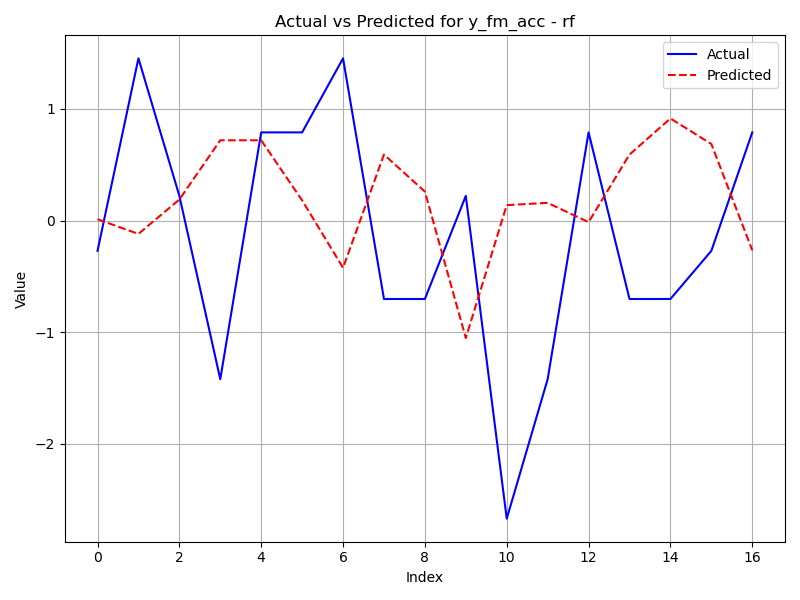 Actual vs Predicted for y_fm_acc - rf
Actual
Predicted
Value
1
0
−1
−2
0 2 4 6 8 10 12 14 16
Index